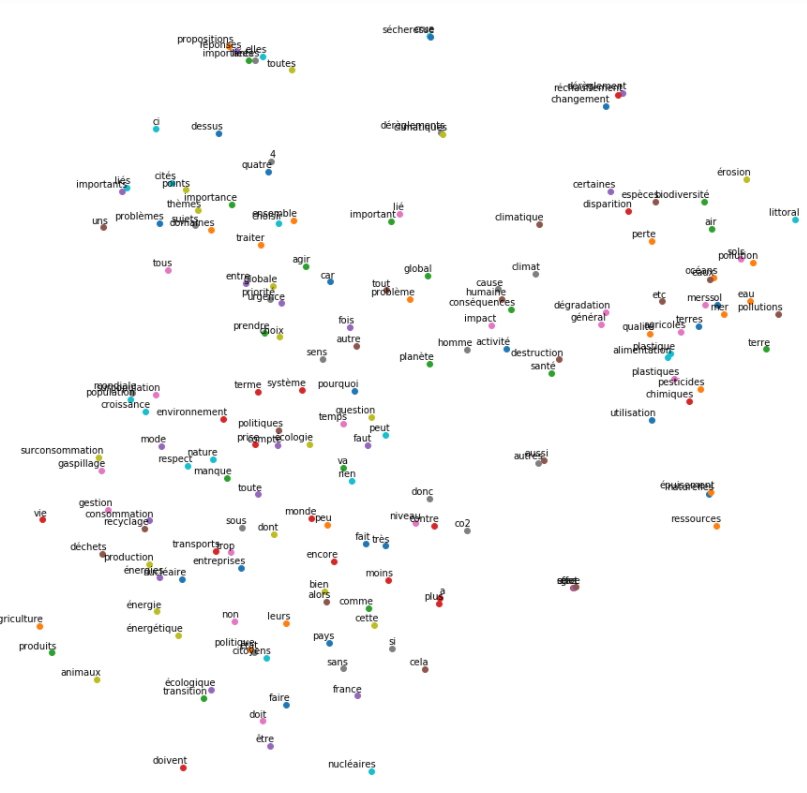 sécheresse
propositions
réponses
elles
toutes
réchauffement
changement
ci
dessus
dérèglements
climatiques
4
quatre
érosion
importants
liés
cités
points
certaines
espèces
biodiversité
importance
thèmes
disparition
lié
important
littoral
uns
problèmes
sujets
domaines
ensemble
climatique
air
traiter
perte
tous
agir
global
climat
sols
pollution
océans
eaux
entre
globale
car
tout
problème
cause
humaine
conséquences
etc
mer
eau
pollutions
priorité
urgence
dégradation
général
impact
fois
autre
prendre
choix
qualité
agricoles
terres
sens
planète
homme
activité
destruction
santé
plastique
alimentation
terre
mondiale
surpopulation
population
croissance
terme
système
pourquoi
plastiques
pesticides
chimiques
environnement
temps
question
utilisation
mode
politiques
prise
compte
écologie
faut
peut
surconsommation
gaspillage
respect
nature
manque
va
rien
aussi
autres
toute
donc
épuisement
naturelles
vie
gestion
consommation
recyclage
sous
dont
monde
peu
niveau
contre
co2
ressources
déchets
production
transports
trop
fait
très
énergies
nucléaire
entreprises
encore
moins
énergie
bien
alors
a
plus
comme
énergétique
non
leurs
cette
produits
politique
citoyens
pays
si
animaux
sans
cela
écologique
transition
faire
france
doit
être
doivent
nucléaires